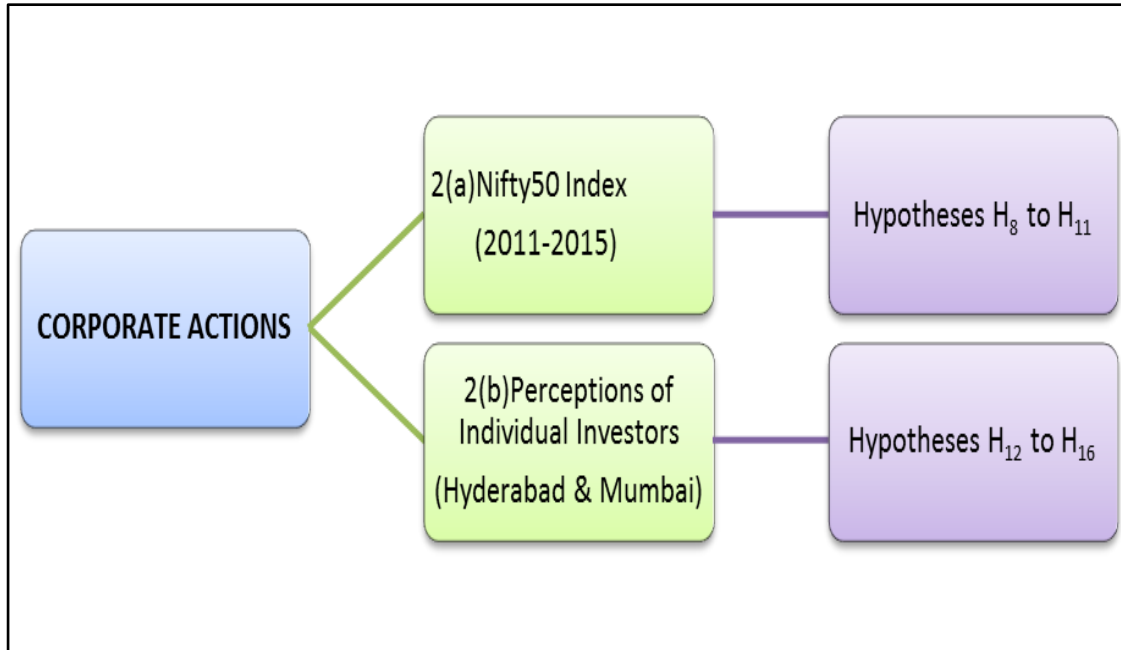 CORPORATE ACTIONS
2(a)Nifty50 Index
(2011-2015)
Hypotheses H₈ to H₁₁
2(b)Perceptions of
Individual Investors
(Hyderabad & Mumbai)
Hypotheses H₁₂ to H₁₆